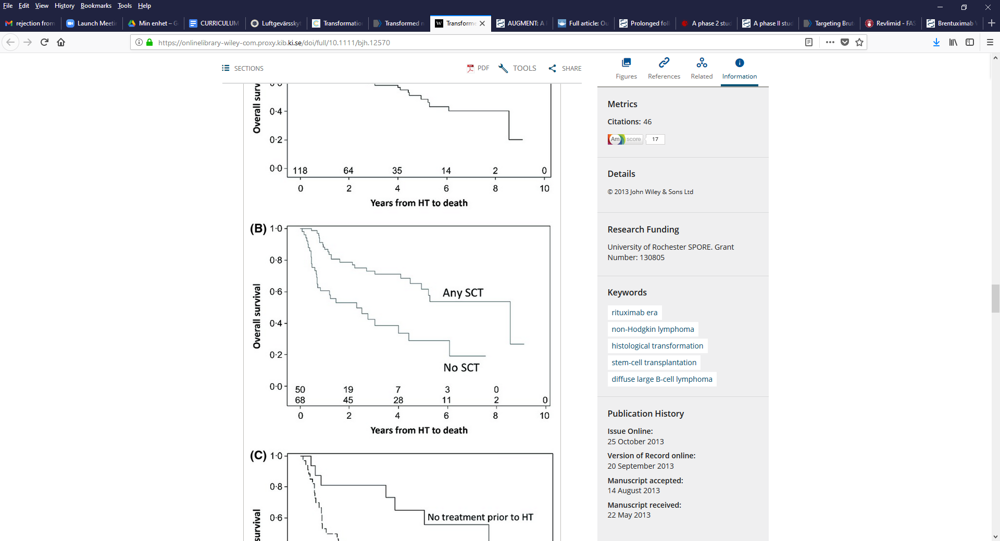 File Edit View History Bookmarks Tools Help
rejection from
Launch Meeti
Min enhet – G
CURRICULUM
Luftgevärssky
Transformatio
Transformed n
Transforme
AUGMENT: A
Full article: Ou
Prolonged foll
A phase 2 stud
A phase II stud
Targeting Brut
Revlimid - FAS
Brentuximab V
https://onlinelibrary-wiley-com.proxy.kib.ki.se/doi/full/10.1111/bjh.12570
SECTIONS
PDF
TOOLS
SHARE
Figures
References
Related
Information
Overall surv
0·4
0·2
0·0
118 64 35 14 2 0
0 2 4 6 8 10
Years from HT to death
(B)
1·0
0·8
0·6
0·4
0·2
0·0
Overall survival
Any SCT
No SCT
50 19 7 3 0
68 45 28 11 2 0
0 2 4 6 8 10
Years from HT to death
(C)
1·0
0·8
0·6
survival
No treatment prior to HT
Metrics
Citations: 46
Am score 17
Details
© 2013 John Wiley & Sons Ltd
Research Funding
University of Rochester SPORE. Grant
Number: 130805
Keywords
rituximab era
non-Hodgkin lymphoma
histological transformation
stem-cell transplantation
diffuse large B-cell lymphoma
Publication History
Issue Online:
25 October 2013
Version of Record online:
20 September 2013
Manuscript accepted:
14 August 2013
Manuscript received:
22 May 2013